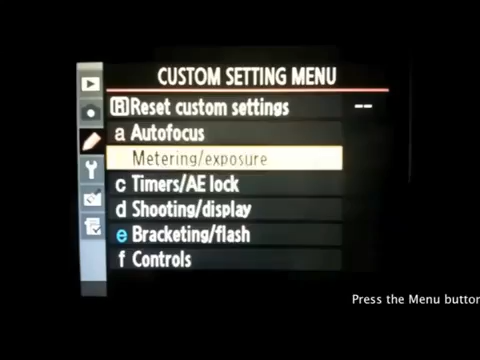 CUSTOM SETTING MENU
R Reset custom settings --
a Autofocus
Metering/exposure
c Timers/AE lock
d Shooting/display
e Bracketing/flash
f Controls
Press the Menu button